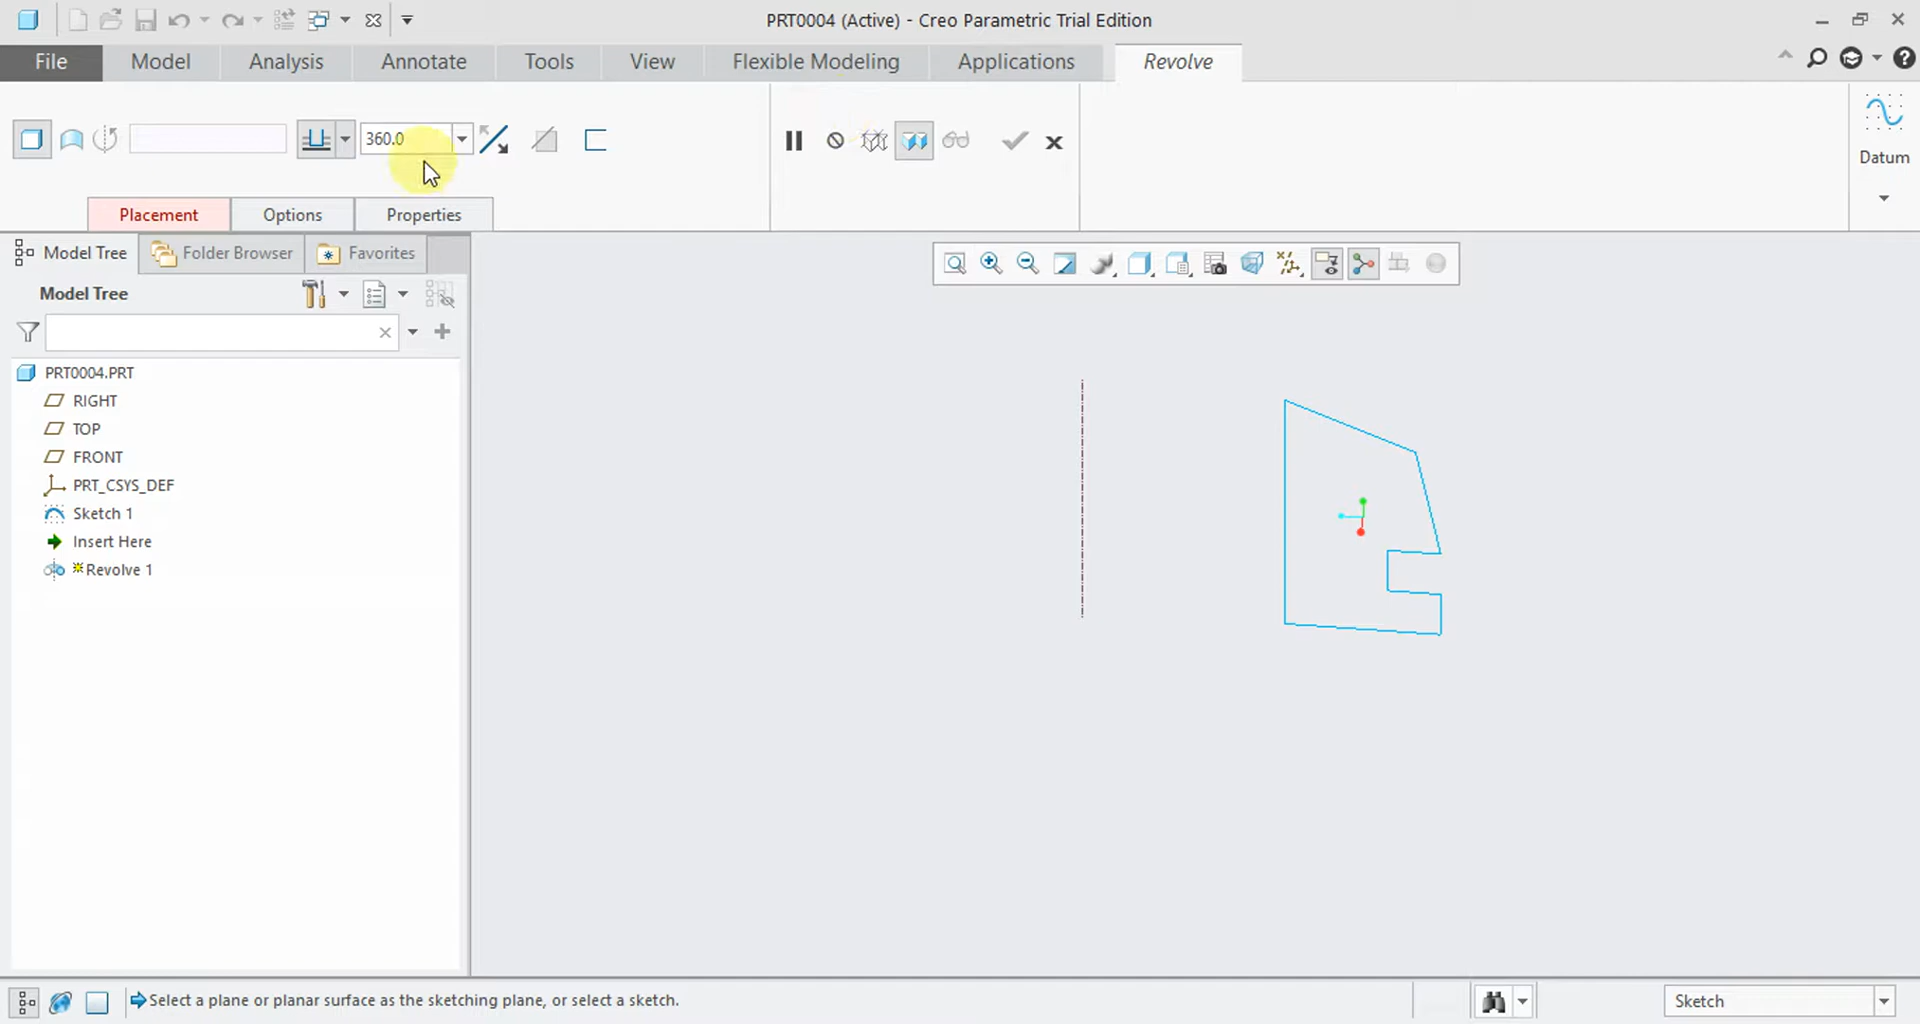 PRT0004 (Active) - Creo Parametric Trial Edition
File Model Analysis Annotate Tools View Flexible Modeling Applications Revolve
360.0
Datum
Placement Options Properties
Model Tree Folder Browser Favorites
Model Tree
PRT0004.PRT
RIGHT
TOP
FRONT
PRT_CSYS_DEF
Sketch 1
Insert Here
Revolve 1
Select a plane or planar surface as the sketching plane, or select a sketch.
Sketch